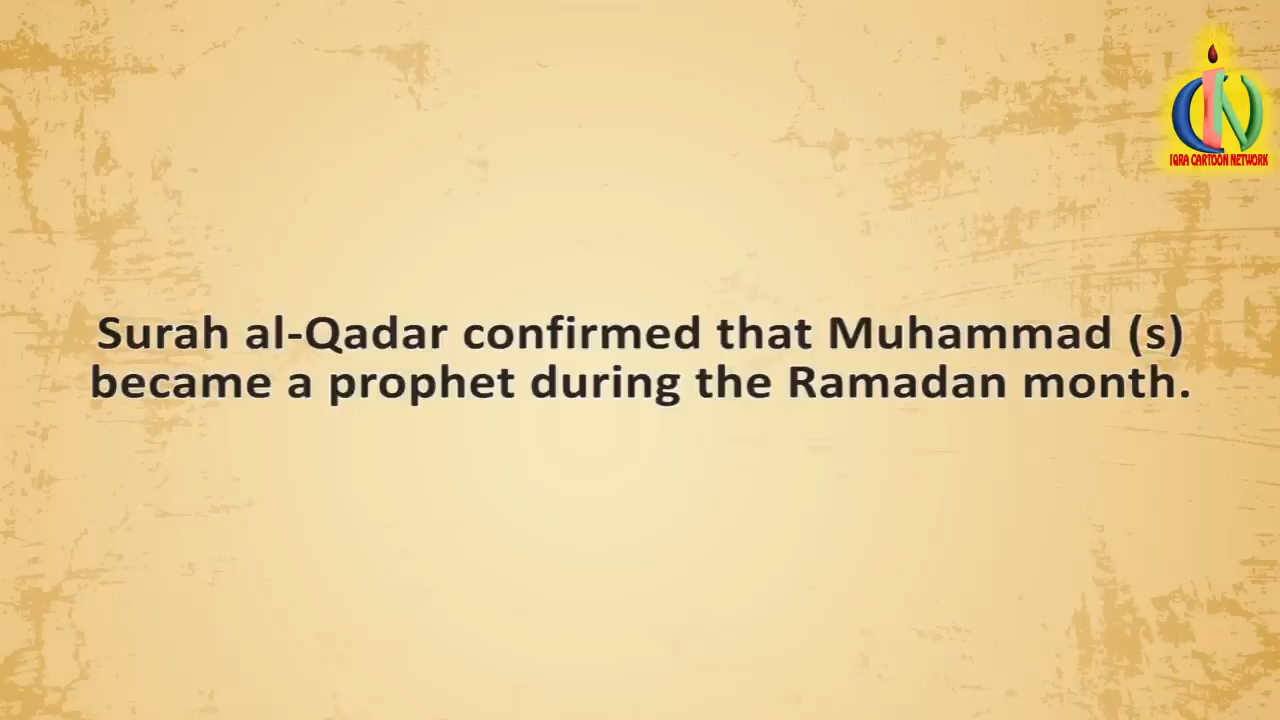 IQRA CARTOON NETWORK
Surah al-Qadar confirmed that Muhammad (s)
became a prophet during the Ramadan month.